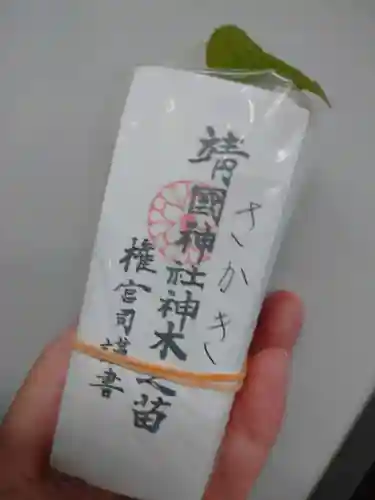 さかき
靖國神社神木之苗
権宮司謹書